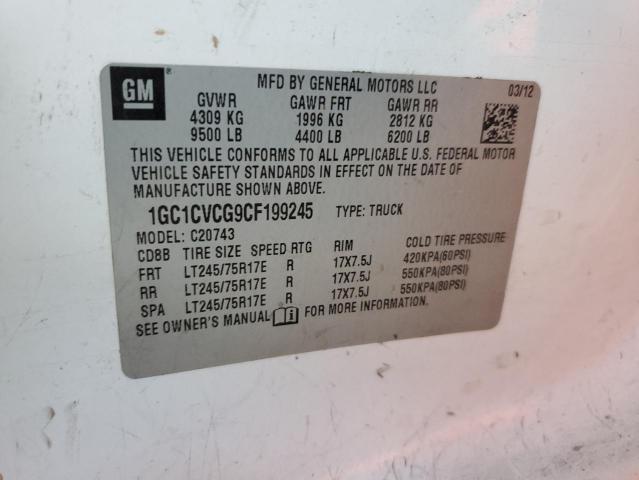 GM
MFD BY GENERAL MOTORS LLC 03/12
GVWR GAWR FRT GAWR RR
4309 KG 1996 KG 2812 KG
9500 LB 4400 LB 6200 LB
THIS VEHICLE CONFORMS TO ALL APPLICABLE U.S. FEDERAL MOTOR
VEHICLE SAFETY STANDARDS IN EFFECT ON THE DATE OF
MANUFACTURE SHOWN ABOVE.
1GC1CVCG9CF199245 TYPE: TRUCK
MODEL: C20743
CD8B TIRE SIZE SPEED RTG RIM COLD TIRE PRESSURE
FRT LT245/75R17E R 17X7.5J 420KPA(60PSI)
RR LT245/75R17E R 17X7.5J 550KPA(80PSI)
SPA LT245/75R17E R 17X7.5J 550KPA(80PSI)
SEE OWNER'S MANUAL FOR MORE INFORMATION.